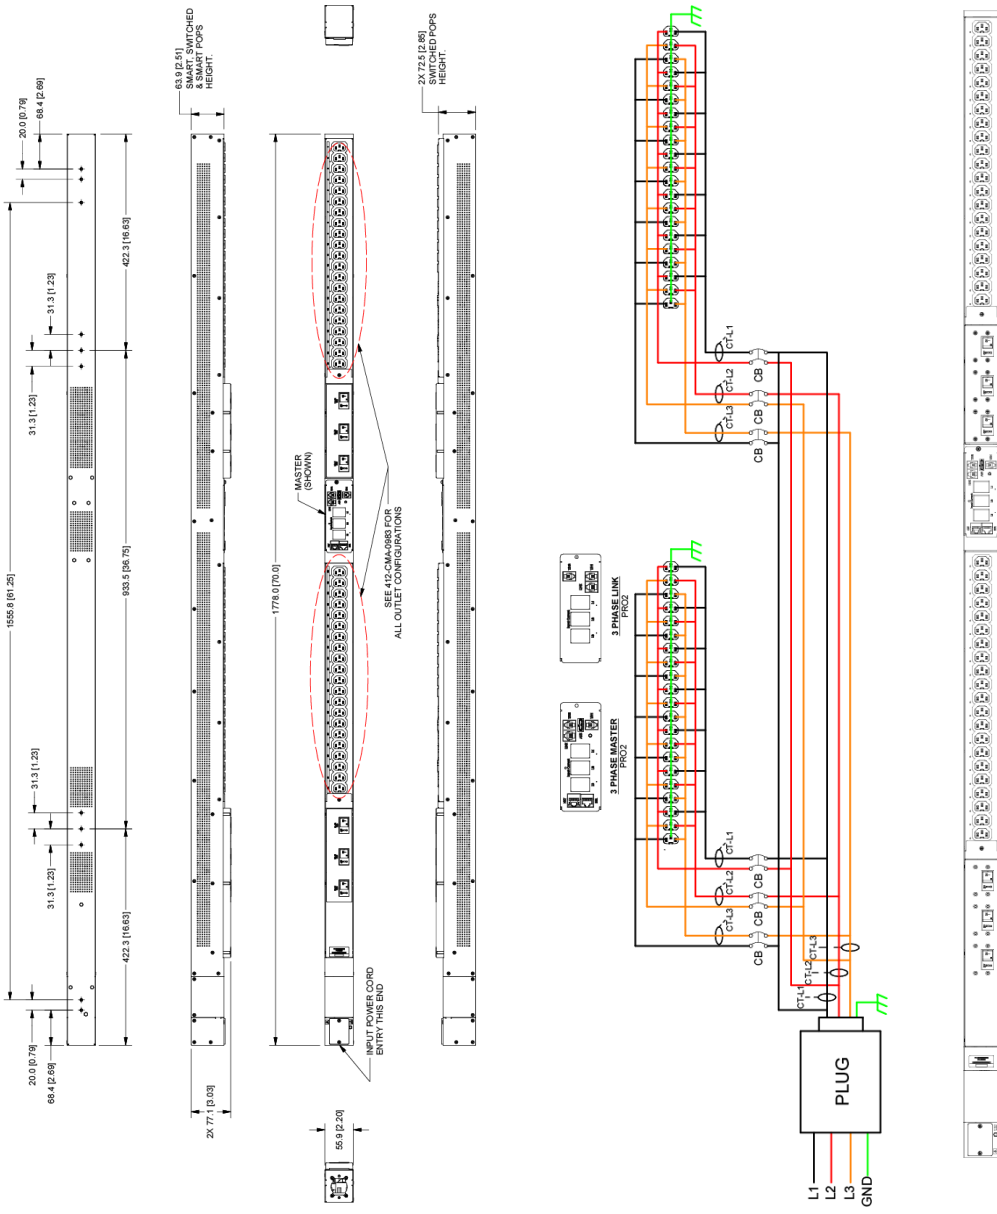 20.0 [0.79]
68.4 [2.69]
1555.8 [61.25]
422.3 [16.63]
31.3 [1.23]
31.3 [1.23]
933.5 [36.75]
31.3 [1.23]
31.3 [1.23]
422.3 [16.63]
20.0 [0.79]
68.4 [2.69]
63.9 [2.51]
SMART, SWITCHED
& SMART POPS
HEIGHT.
2X 77.1 [3.03]
1778.0 [70.0]
MASTER
(SHOWN)
SEE 412-CMA-0983 FOR
ALL OUTLET CONFIGURATIONS
INPUT POWER CORD
ENTRY THIS END
55.9 [2.20]
2X 72.5 [2.85]
SWITCHED POPS
HEIGHT.
3 PHASE LINK
PRO2
3 PHASE MASTER
PRO2
CT-L1
CT-L2
CT-L3
CB
CB
CB
CT-L1
CT-L2
CT-L3
CB
CB
CB
CT-L1
CT-L2
CT-L3
PLUG
L1
L2
L3
GND